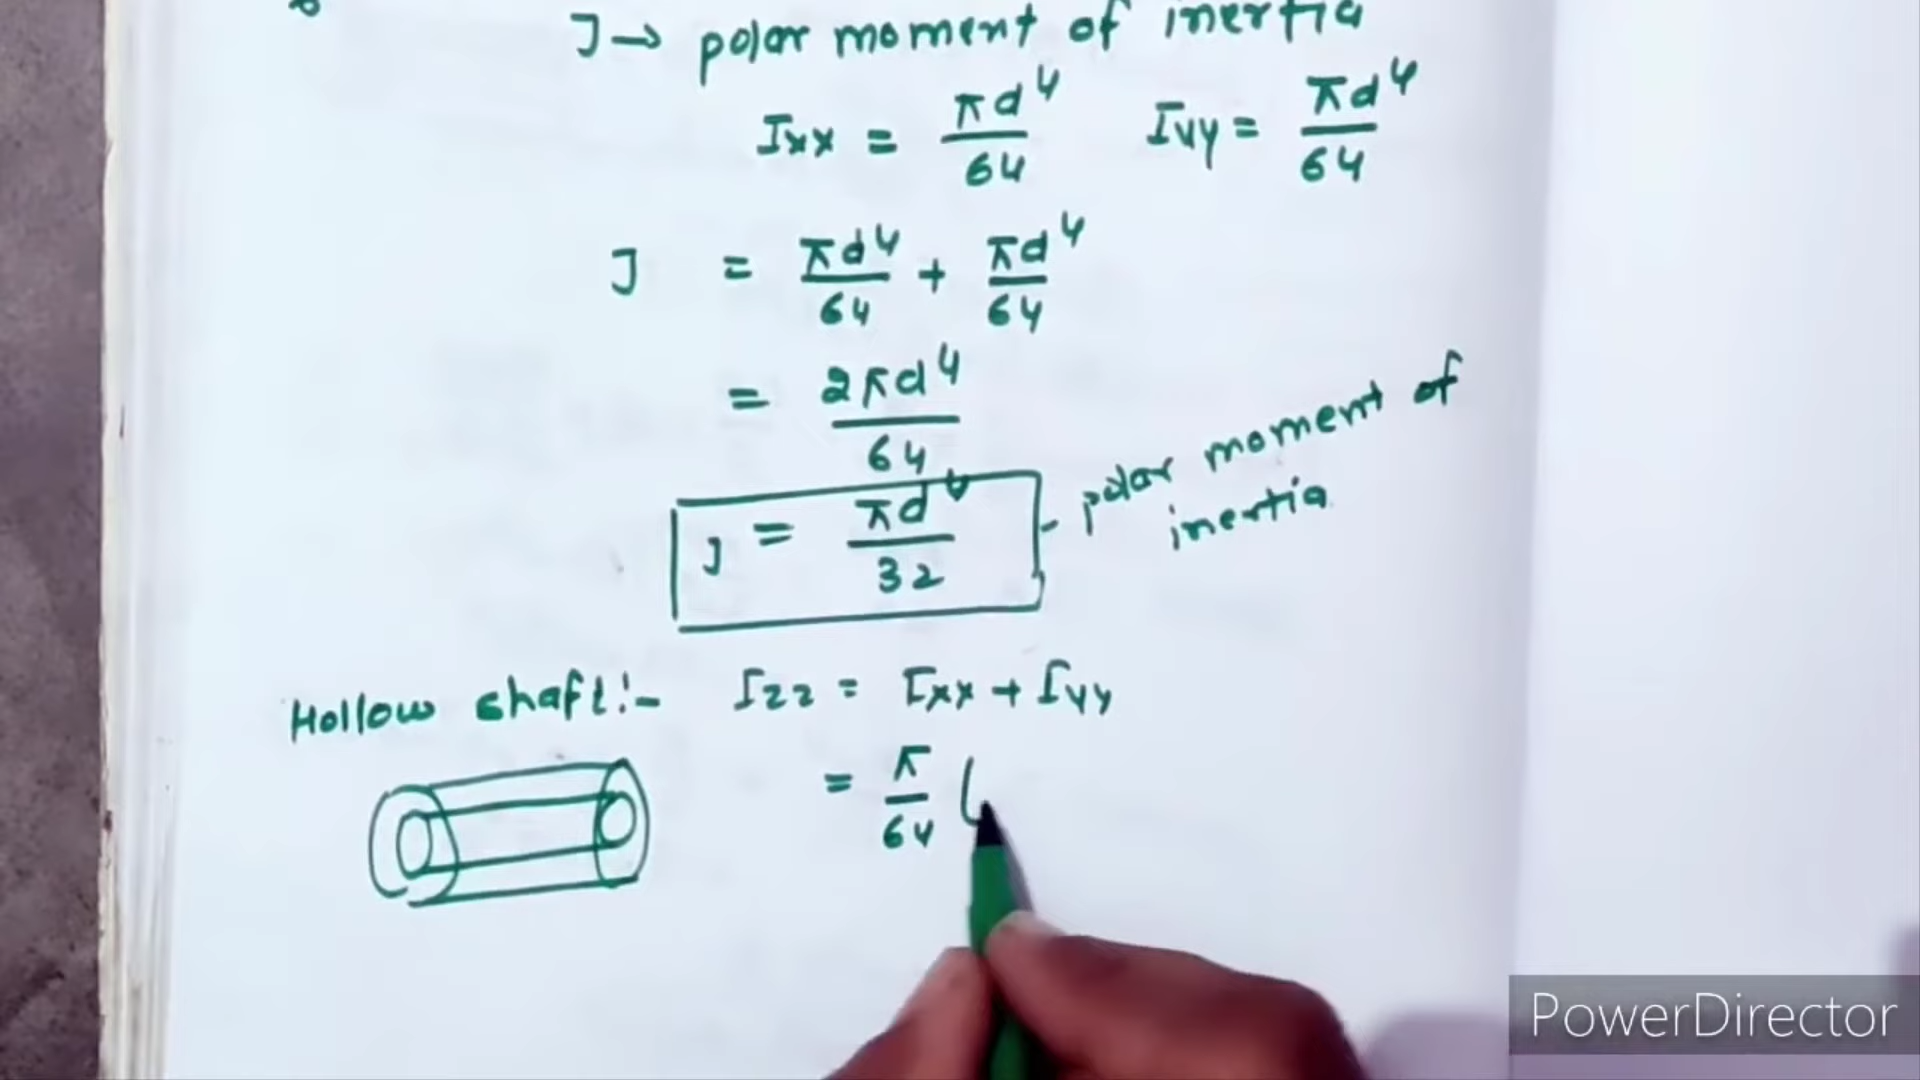 J → polar moment of inertia
Ixx = πd⁴/64 Iyy = πd⁴/64
J = πd⁴/64 + πd⁴/64
= 2πd⁴/64
J = πd⁴/32 - polar moment of inertia
Hollow shaft:- Izz = Ixx + Iyy
= π/64 (
PowerDirector